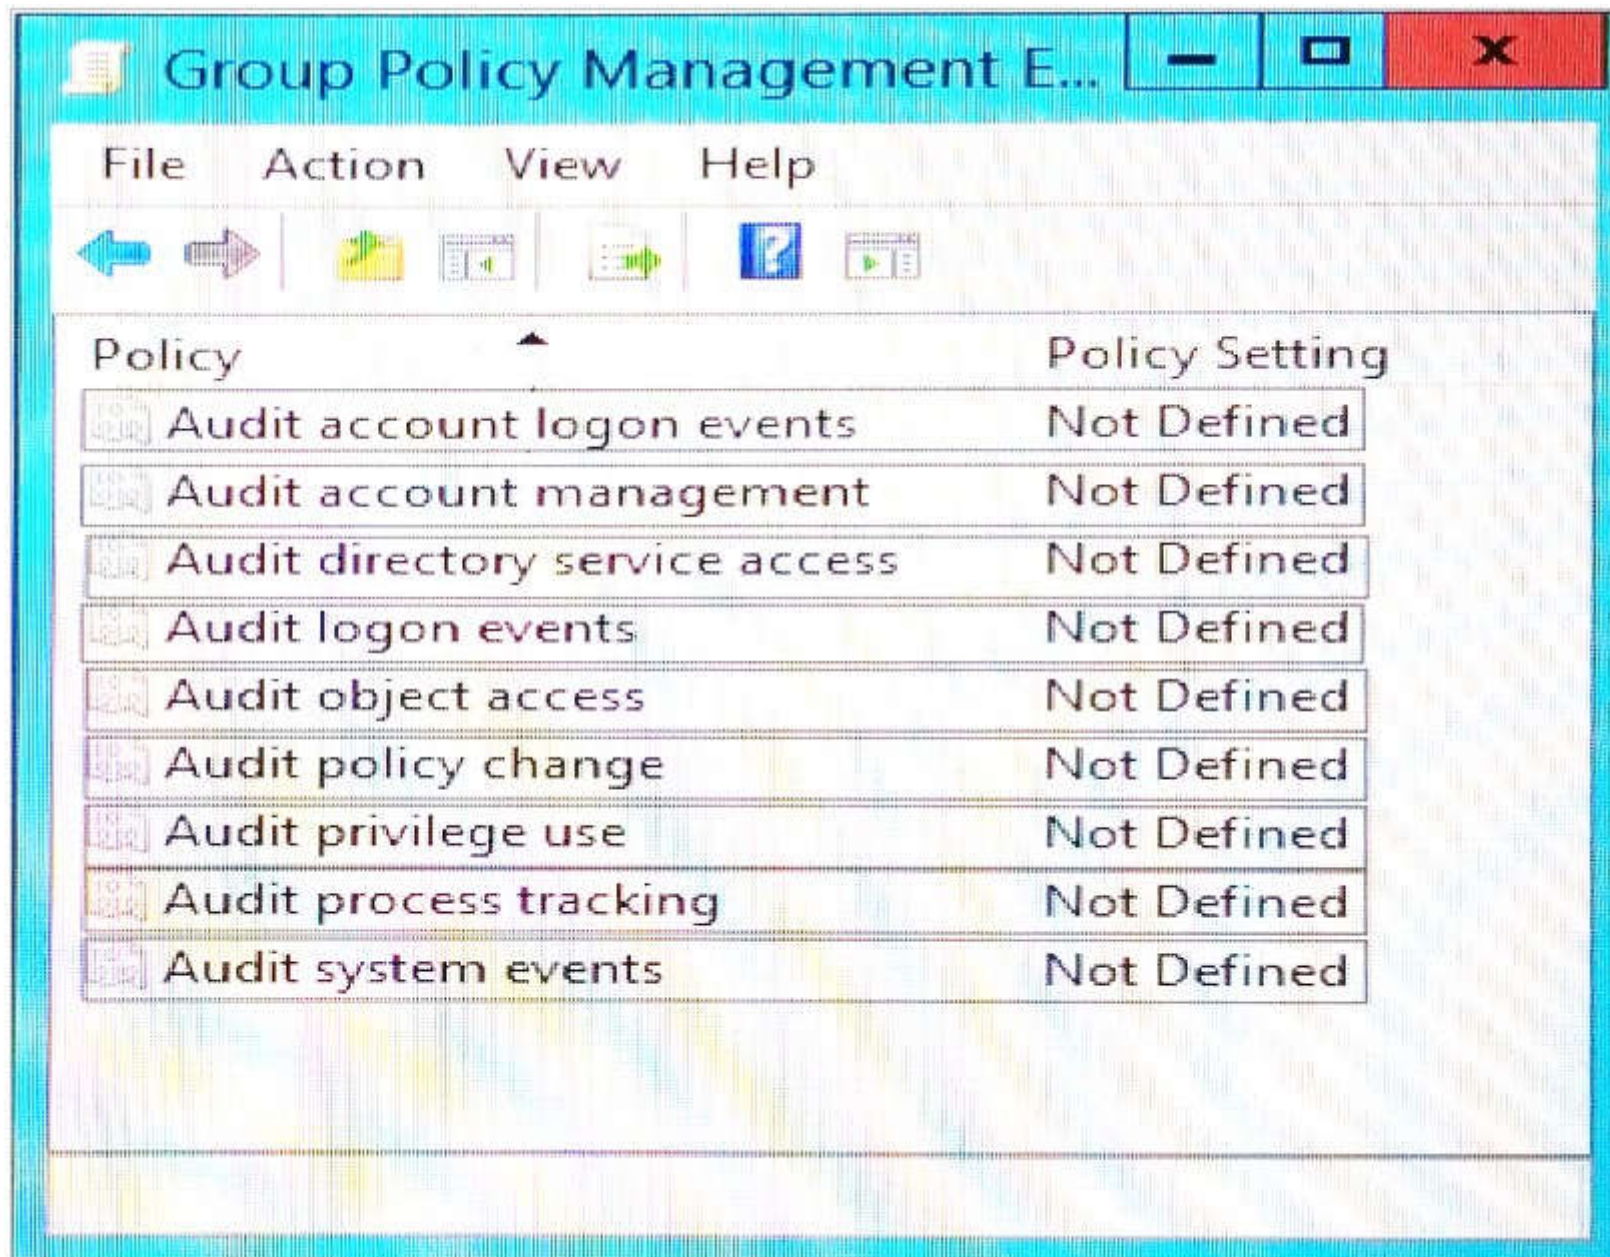 Group Policy Management E...
File Action View Help
Policy Policy Setting
Audit account logon events Not Defined
Audit account management Not Defined
Audit directory service access Not Defined
Audit logon events Not Defined
Audit object access Not Defined
Audit policy change Not Defined
Audit privilege use Not Defined
Audit process tracking Not Defined
Audit system events Not Defined